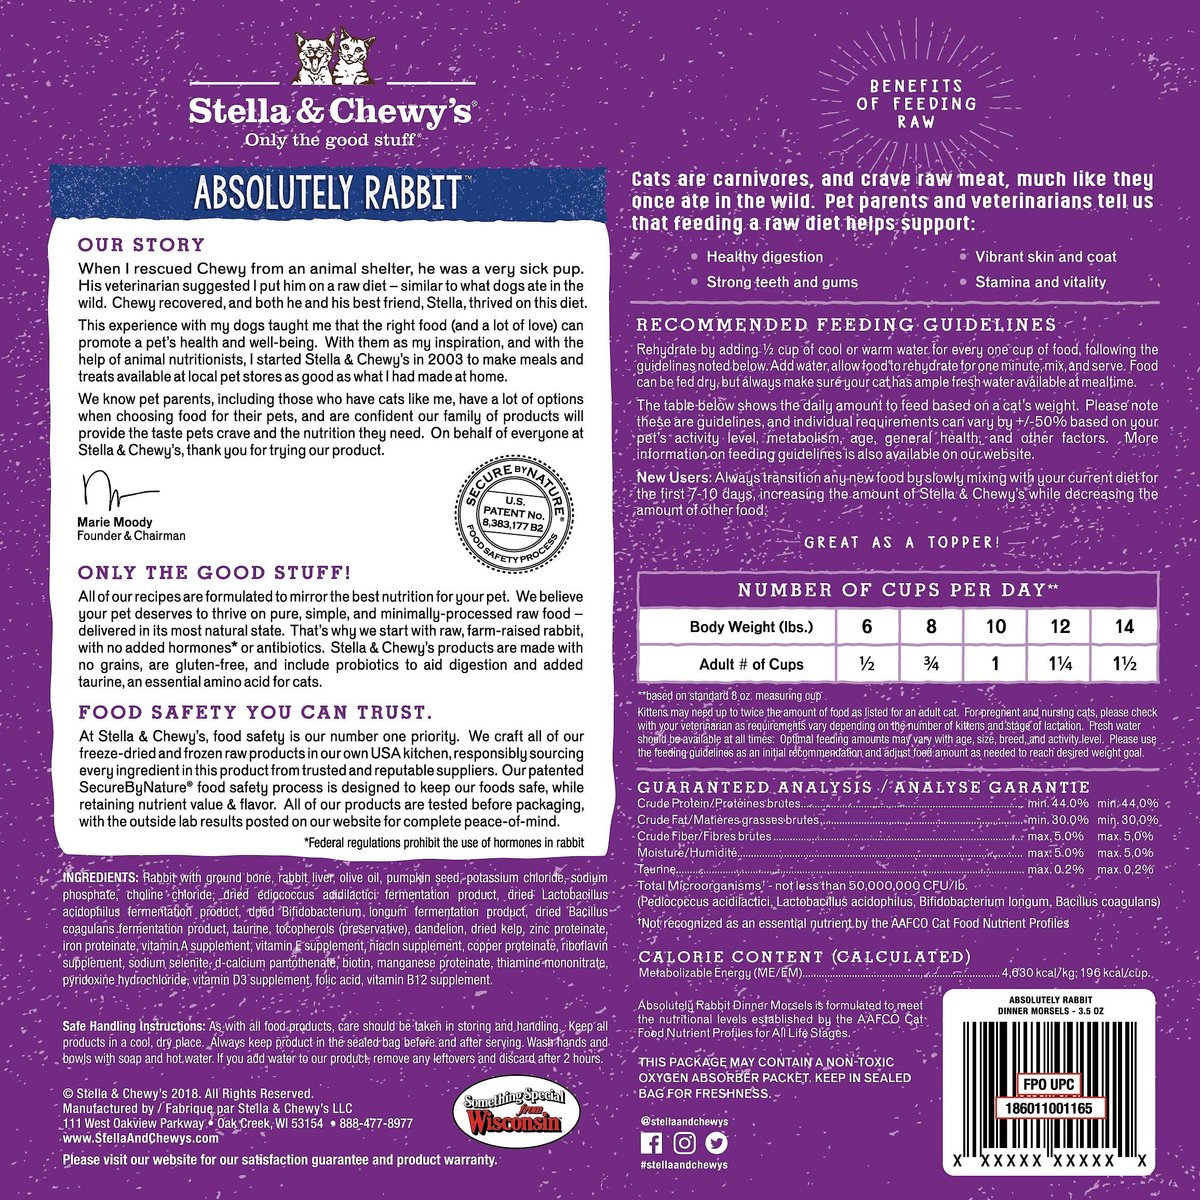 Stella & Chewy's®
Only the good stuff®
ABSOLUTELY RABBIT™
OUR STORY
When I rescued Chewy from an animal shelter, he was a very sick pup.
His veterinarian suggested I put him on a raw diet – similar to what dogs ate in the
wild. Chewy recovered, and both he and his best friend, Stella, thrived on this diet.
This experience with my dogs taught me that the right food (and a lot of love) can
promote a pet's health and well-being. With them as my inspiration, and with the
help of animal nutritionists, I started Stella & Chewy's in 2003 to make meals and
treats available at local pet stores as good as what I had made at home.
We know pet parents, including those who have cats like me, have a lot of options
when choosing food for their pets, and are confident our family of products will
provide the taste pets crave and the nutrition they need. On behalf of everyone at
Stella & Chewy's, thank you for trying our product.
Marie Moody
Founder & Chairman
SECURE BY NATURE®
U.S.
PATENT No.
8,383,177 B2
FOOD SAFETY PROCESS
ONLY THE GOOD STUFF!
All of our recipes are formulated to mirror the best nutrition for your pet. We believe
your pet deserves to thrive on pure, simple, and minimally-processed raw food –
delivered in its most natural state. That's why we start with raw, farm-raised rabbit,
with no added hormones* or antibiotics. Stella & Chewy's products are made with
no grains, are gluten-free, and include probiotics to aid digestion and added
taurine, an essential amino acid for cats.
FOOD SAFETY YOU CAN TRUST.
At Stella & Chewy's, food safety is our number one priority. We craft all of our
freeze-dried and frozen raw products in our own USA kitchen, responsibly sourcing
every ingredient in this product from trusted and reputable suppliers. Our patented
SecureByNature® food safety process is designed to keep our foods safe, while
retaining nutrient value & flavor. All of our products are tested before packaging,
with the outside lab results posted on our website for complete peace-of-mind.
*Federal regulations prohibit the use of hormones in rabbit
INGREDIENTS: Rabbit with ground bone, rabbit liver, olive oil, pumpkin seed, potassium chloride, sodium
phosphate, choline chloride, dried ediococcus acidilactici fermentation product, dried Lactobacillus
acidophilus fermentation product, dried Bifidobacterium longum fermentation product, dried Bacillus
coagulans fermentation product, taurine, tocopherols (preservative), dandelion, dried kelp, zinc proteinate,
iron proteinate, vitamin A supplement, vitamin E supplement, niacin supplement, copper proteinate, riboflavin
supplement, sodium selenite, d-calcium pantothenate, biotin, manganese proteinate, thiamine mononitrate,
pyridoxine hydrochloride, vitamin D3 supplement, folic acid, vitamin B12 supplement.
Safe Handling Instructions: As with all food products, care should be taken in storing and handling. Keep all
products in a cool, dry place. Always keep product in the sealed bag before and after serving. Wash hands and
bowls with soap and hot water. If you add water to our product, remove any leftovers and discard after 2 hours.
© Stella & Chewy's 2018. All Rights Reserved.
Manufactured by / Fabrique par Stella & Chewy's LLC
111 West Oakview Parkway • Oak Creek, WI 53154 • 888-477-8977
www.StellaAndChewys.com
Please visit our website for our satisfaction guarantee and product warranty.
Something Special
from
Wisconsin
BENEFITS
OF FEEDING
RAW
Cats are carnivores, and crave raw meat, much like they
once ate in the wild. Pet parents and veterinarians tell us
that feeding a raw diet helps support:
• Healthy digestion • Vibrant skin and coat
• Strong teeth and gums • Stamina and vitality
RECOMMENDED FEEDING GUIDELINES
Rehydrate by adding ½ cup of cool or warm water for every one cup of food, following the
guidelines noted below. Add water, allow food to rehydrate for one minute, mix, and serve. Food
can be fed dry, but always make sure your cat has ample fresh water available at mealtime.
The table below shows the daily amount to feed based on a cat's weight. Please note
these are guidelines, and individual requirements can vary by +/-50% based on your
pet's activity level, metabolism, age, general health, and other factors. More
information on feeding guidelines is also available on our website.
New Users: Always transition any new food by slowly mixing with your current diet for
the first 7-10 days, increasing the amount of Stella & Chewy's while decreasing the
amount of other food.
GREAT AS A TOPPER!
NUMBER OF CUPS PER DAY**
Body Weight (lbs.) 6 8 10 12 14
Adult # of Cups ½ ¾ 1 1¼ 1½
**based on standard 8 oz. measuring cup
Kittens may need up to twice the amount of food as listed for an adult cat. For pregnant and nursing cats, please check
with your veterinarian as requirements vary depending on the number of kittens and stage of lactation. Fresh water
should be available at all times. Optimal feeding amounts may vary with age, size, breed, and activity level. Please use
the feeding guidelines as an initial recommendation and adjust food amount as needed to reach desired weight goal.
GUARANTEED ANALYSIS / ANALYSE GARANTIE
Crude Protein/Protéines brutes min. 44.0% min. 44,0%
Crude Fat/Matières grasses brutes min. 30.0% min. 30,0%
Crude Fiber/Fibres brutes max. 5.0% max. 5,0%
Moisture/Humidité max. 5.0% max. 5,0%
Taurine max. 0.2% max. 0,2%
Total Microorganisms† - not less than 50,000,000 CFU/lb.
(Pediococcus acidilactici, Lactobacillus acidophilus, Bifidobacterium longum, Bacillus coagulans)
†Not recognized as an essential nutrient by the AAFCO Cat Food Nutrient Profiles
CALORIE CONTENT (CALCULATED)
Metabolizable Energy (ME/EM) 4,630 kcal/kg; 196 kcal/cup.
Absolutely Rabbit Dinner Morsels is formulated to meet
the nutritional levels established by the AAFCO Cat
Food Nutrient Profiles for All Life Stages.
THIS PACKAGE MAY CONTAIN A NON-TOXIC
OXYGEN ABSORBER PACKET. KEEP IN SEALED
BAG FOR FRESHNESS.
@stellaandchewys
#stellaandchewys
ABSOLUTELY RABBIT
DINNER MORSELS - 3.5 OZ
FPO UPC
186011001165
X XXXXX XXXXX X